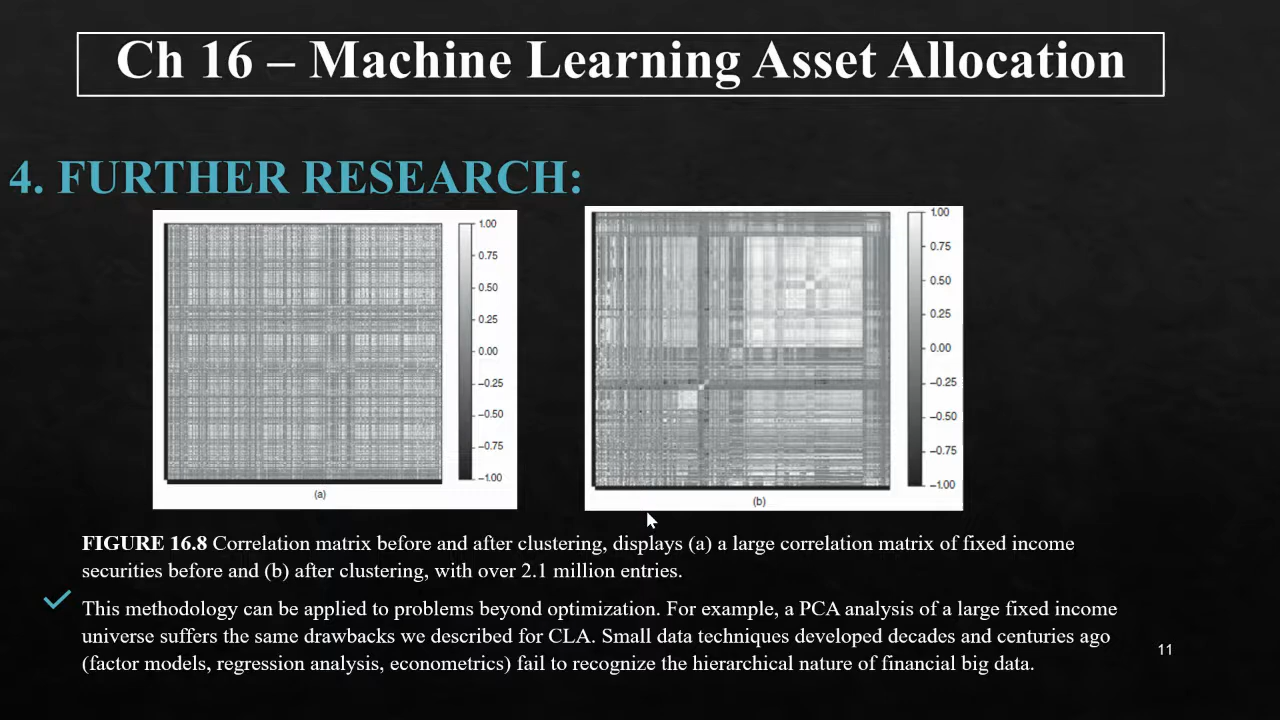 Ch 16 – Machine Learning Asset Allocation
4. FURTHER RESEARCH:
1.00
0.75
0.50
0.25
0.00
−0.25
−0.50
−0.75
−1.00
(a)
1.00
0.75
0.50
0.25
0.00
−0.25
−0.50
−0.75
−1.00
(b)
FIGURE 16.8 Correlation matrix before and after clustering, displays (a) a large correlation matrix of fixed income
securities before and (b) after clustering, with over 2.1 million entries.
This methodology can be applied to problems beyond optimization. For example, a PCA analysis of a large fixed income
universe suffers the same drawbacks we described for CLA. Small data techniques developed decades and centuries ago
(factor models, regression analysis, econometrics) fail to recognize the hierarchical nature of financial big data.
11